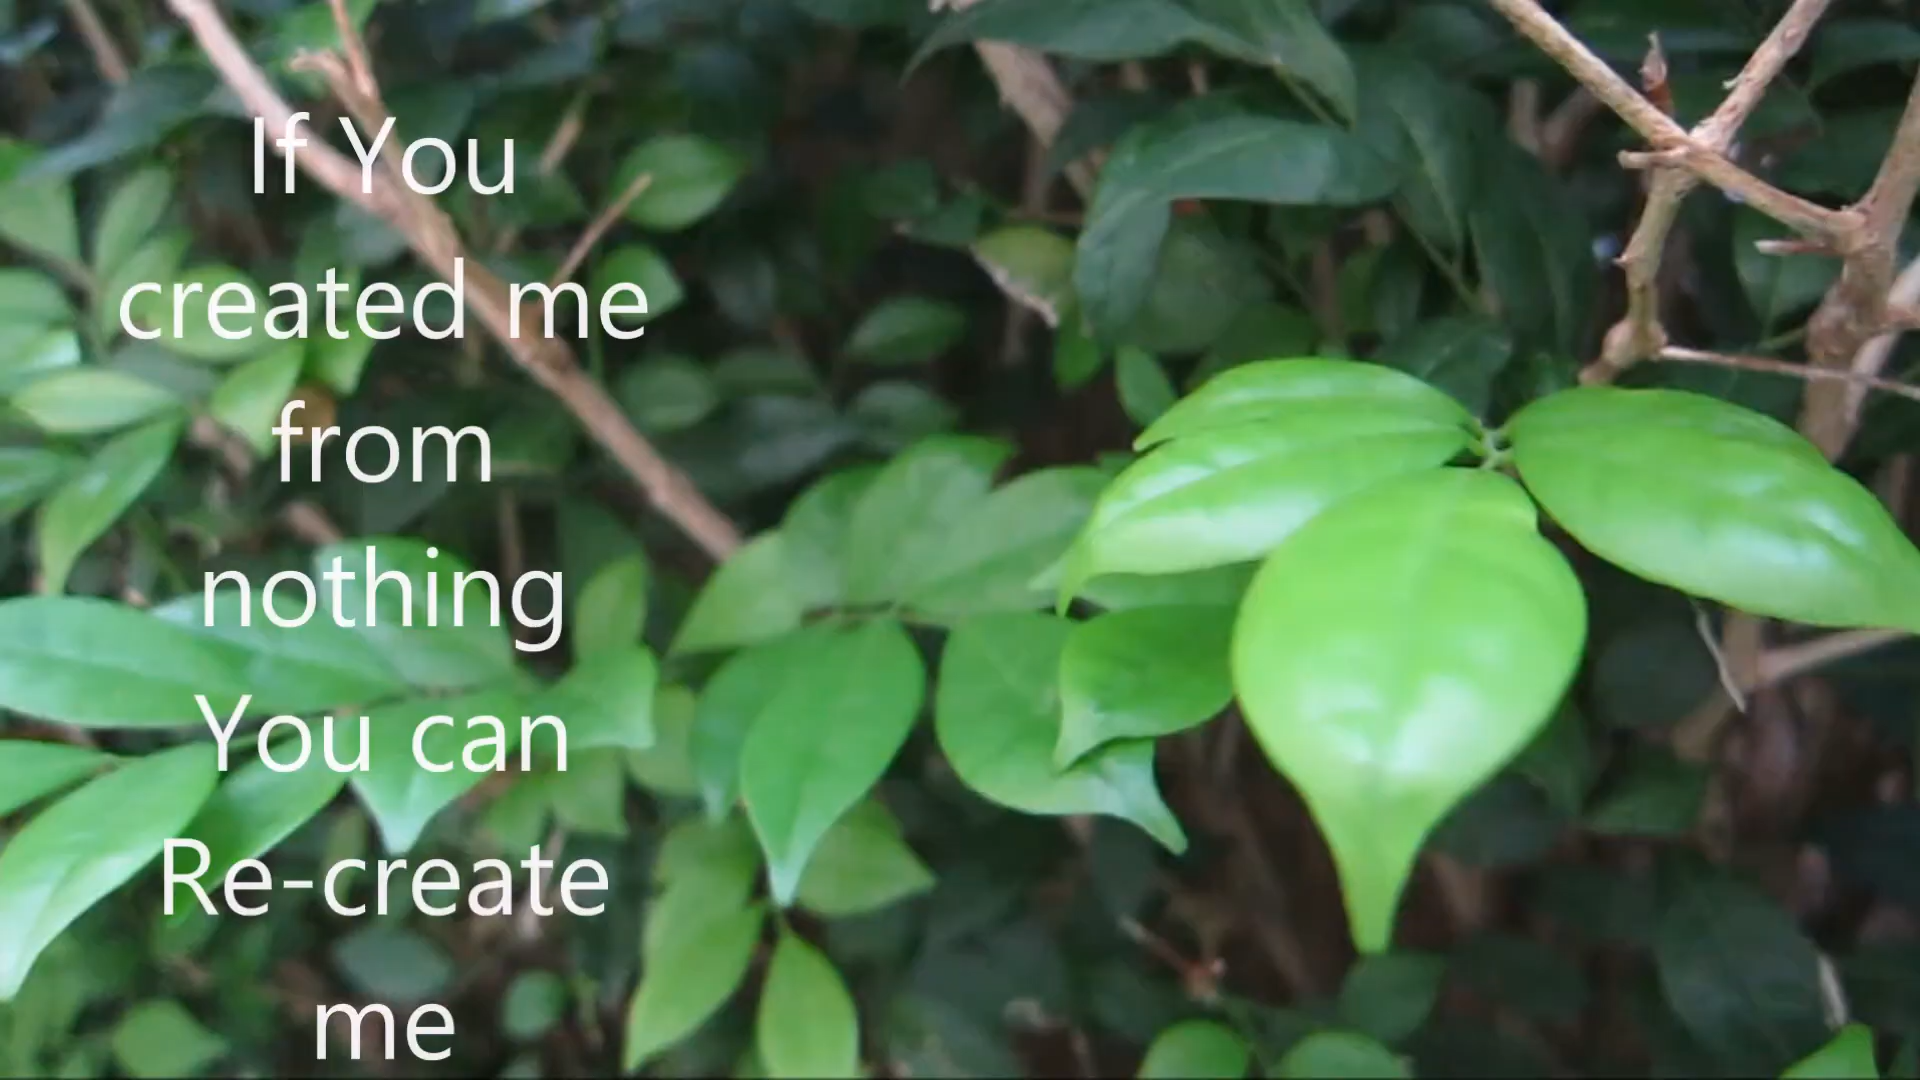 If You
created me
from
nothing
You can
Re-create
me